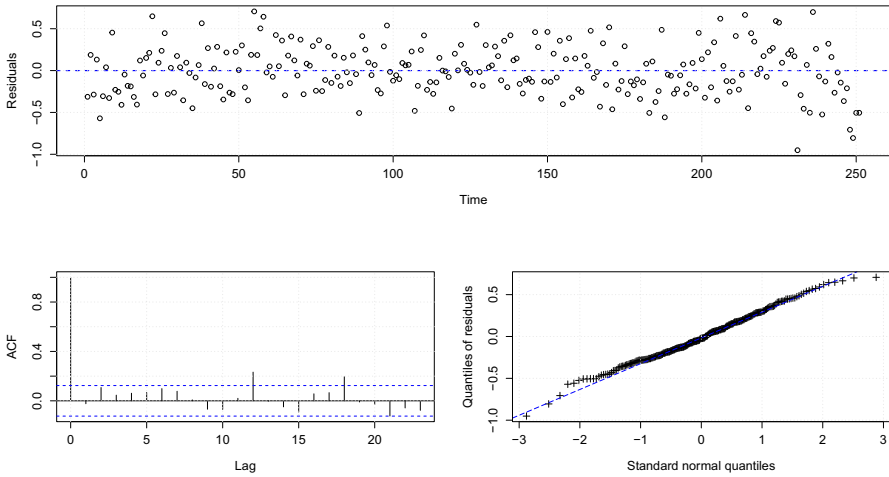 0.5
0.0
−0.5
−1.0
Residuals
0 50 100 150 200 250
Time
0.8
0.4
0.0
ACF
0 5 10 15 20
Lag
0.5
0.0
−0.5
−1.0
Quantiles of residuals
−3 −2 −1 0 1 2 3
Standard normal quantiles